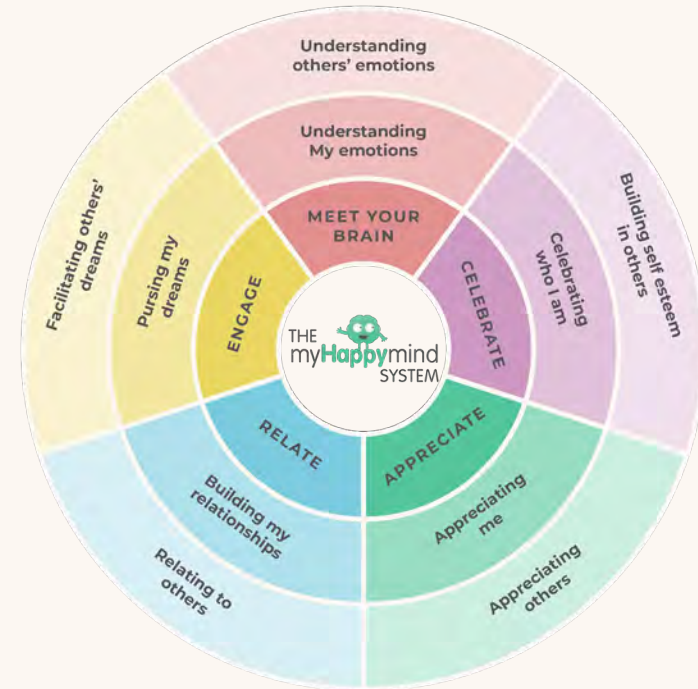 Understanding
others' emotions
Understanding
My emotions
MEET YOUR
BRAIN
Building self esteem
in others
Celebrating
who I am
CELEBRATE
Appreciating
others
Appreciating
me
APPRECIATE
Relating to
others
Building my
relationships
RELATE
Facilitating others'
dreams
Pursing my
dreams
ENGAGE
THE
myHappymind
SYSTEM